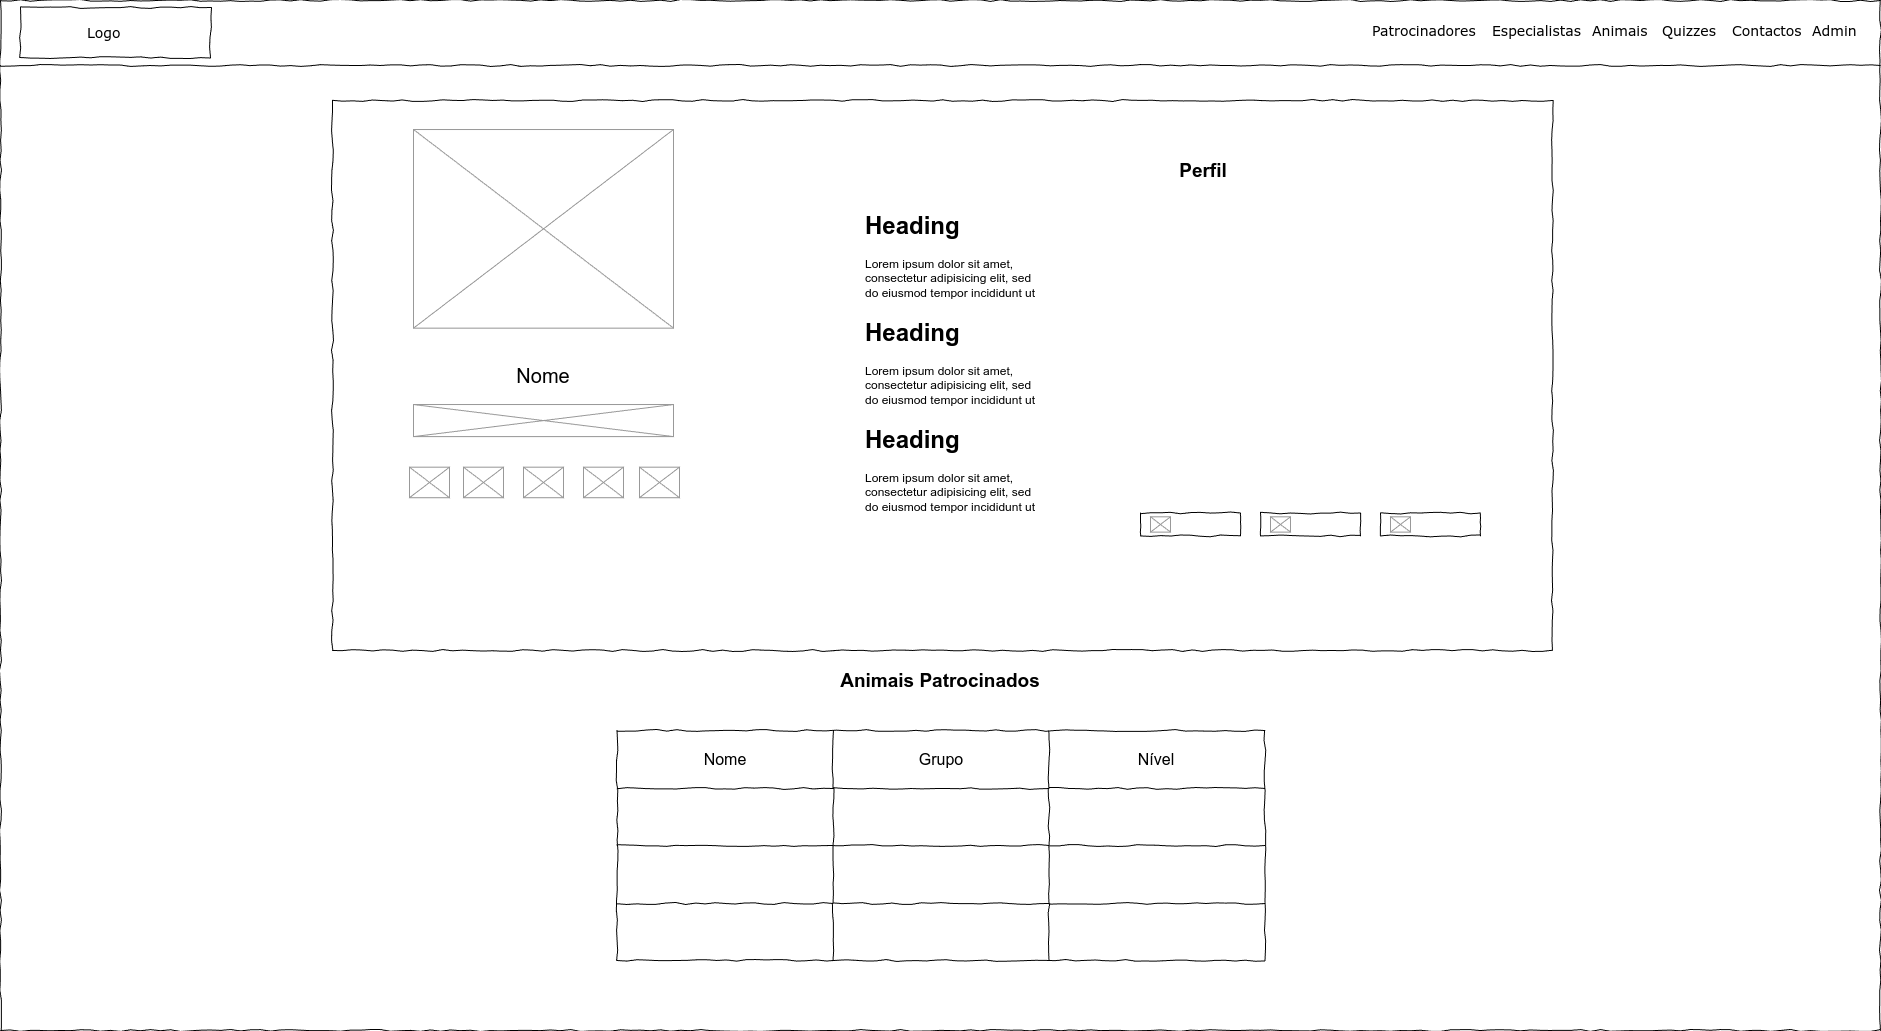 Logo
Patrocinadores Especialistas Animais Quizzes Contactos Admin
Nome
Perfil
Heading
Lorem ipsum dolor sit amet,
consectetur adipisicing elit, sed
do eiusmod tempor incididunt ut
Heading
Lorem ipsum dolor sit amet,
consectetur adipisicing elit, sed
do eiusmod tempor incididunt ut
Heading
Lorem ipsum dolor sit amet,
consectetur adipisicing elit, sed
do eiusmod tempor incididunt ut
Animais Patrocinados
Nome Grupo Nível